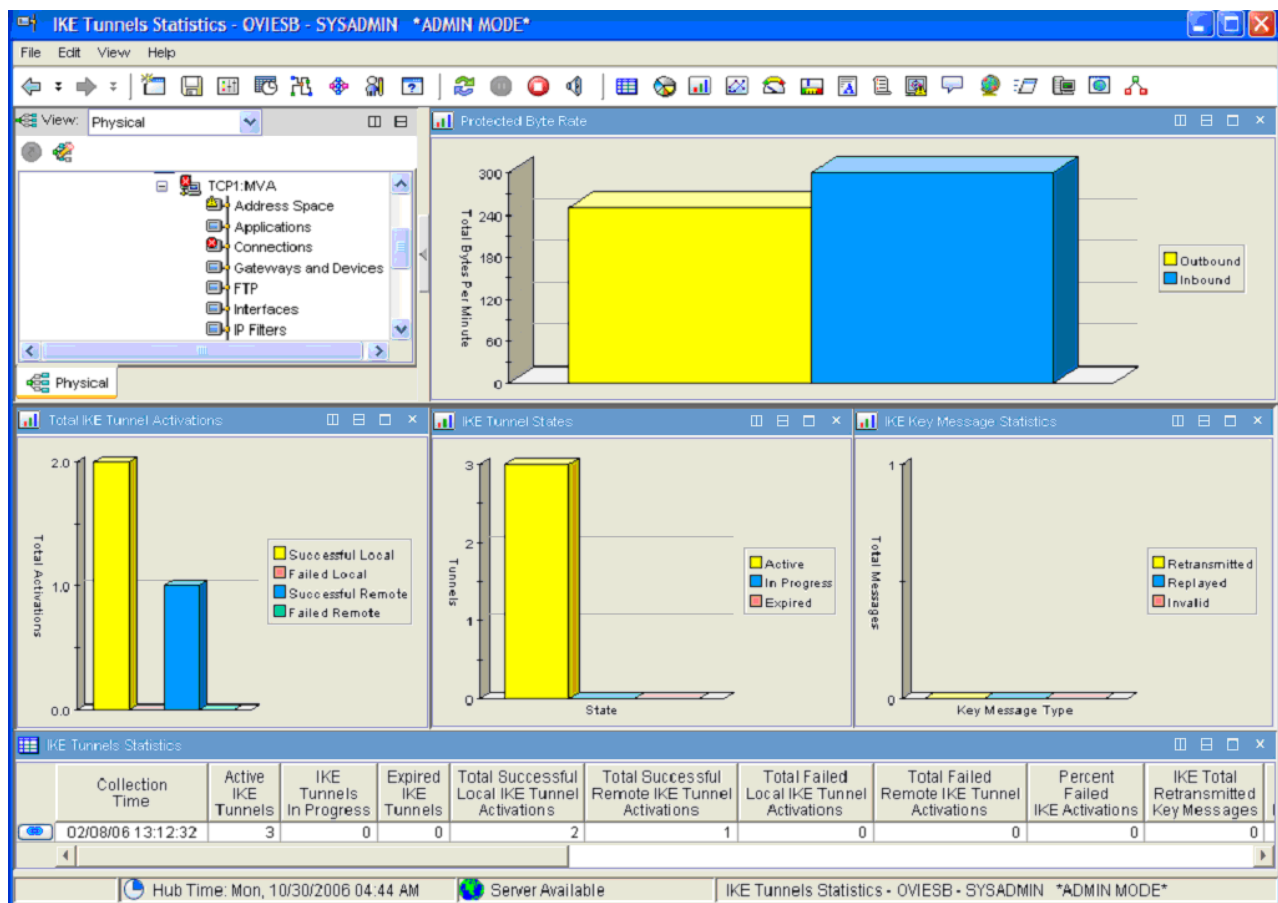 IKE Tunnels Statistics - OVIESB - SYSADMIN *ADMIN MODE*
File Edit View Help
View: Physical
TCP1:MVA
Address Space
Applications
Connections
Gateways and Devices
FTP
Interfaces
IP Filters
Physical
Protected Byte Rate
Total Bytes Per Minute
300
240
180
120
60
0
Outbound
Inbound
Total IKE Tunnel Activations
Total Activations
2.0
1.0
0.0
Successful Local
Failed Local
Successful Remote
Failed Remote
IKE Tunnel States
Tunnels
3
2
1
0
State
Active
In Progress
Expired
IKE Key Message Statistics
Total Messages
1
0
Key Message Type
Retransmitted
Replayed
Invalid
IKE Tunnels Statistics
Collection Time
Active IKE Tunnels
IKE Tunnels In Progress
Expired IKE Tunnels
Total Successful Local IKE Tunnel Activations
Total Successful Remote IKE Tunnel Activations
Total Failed Local IKE Tunnel Activations
Total Failed Remote IKE Tunnel Activations
Percent Failed IKE Activations
IKE Total Retransmitted Key Messages
02/08/06 13:12:32 3 0 0 2 1 0 0 0 0
Hub Time: Mon, 10/30/2006 04:44 AM
Server Available
IKE Tunnels Statistics - OVIESB - SYSADMIN *ADMIN MODE*